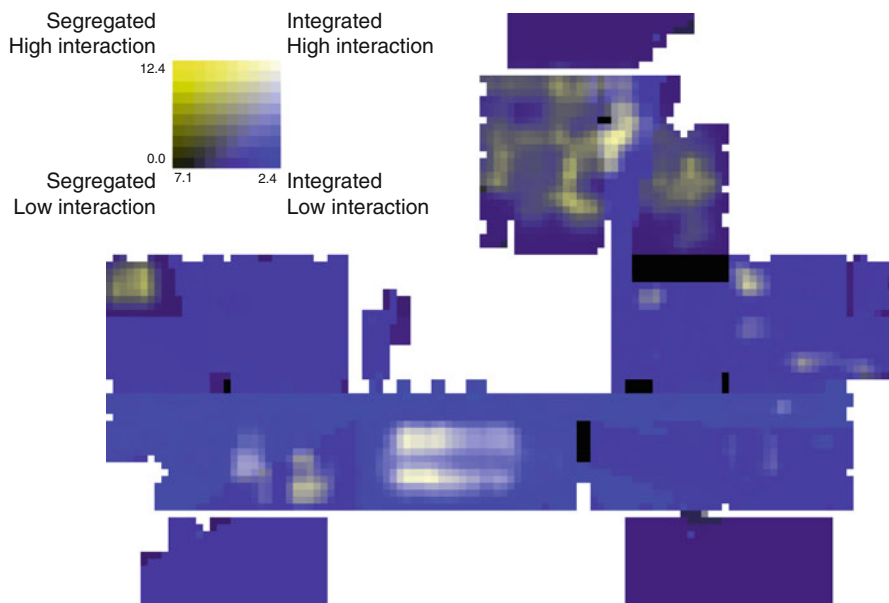 Segregated
High interaction
Integrated
High interaction
12.4
0.0
7.1
2.4
Segregated
Low interaction
Integrated
Low interaction